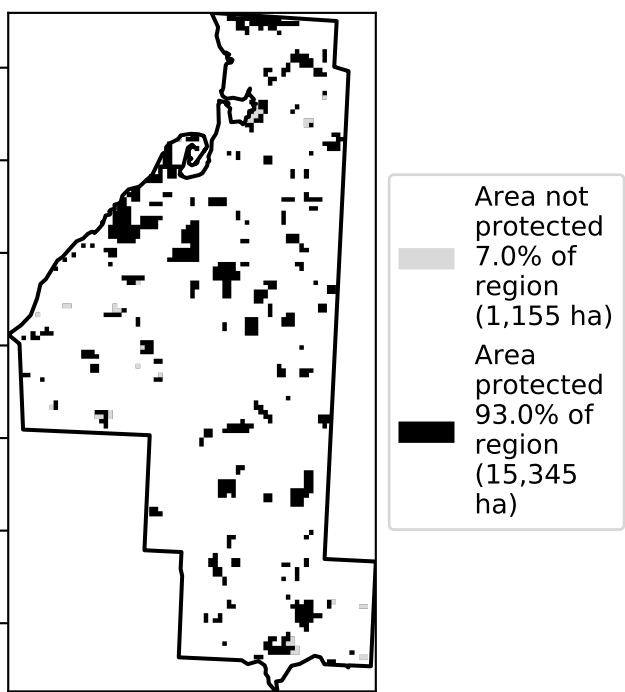 Area not
protected
7.0% of
region
(1,155 ha)
Area
protected
93.0% of
region
(15,345
ha)